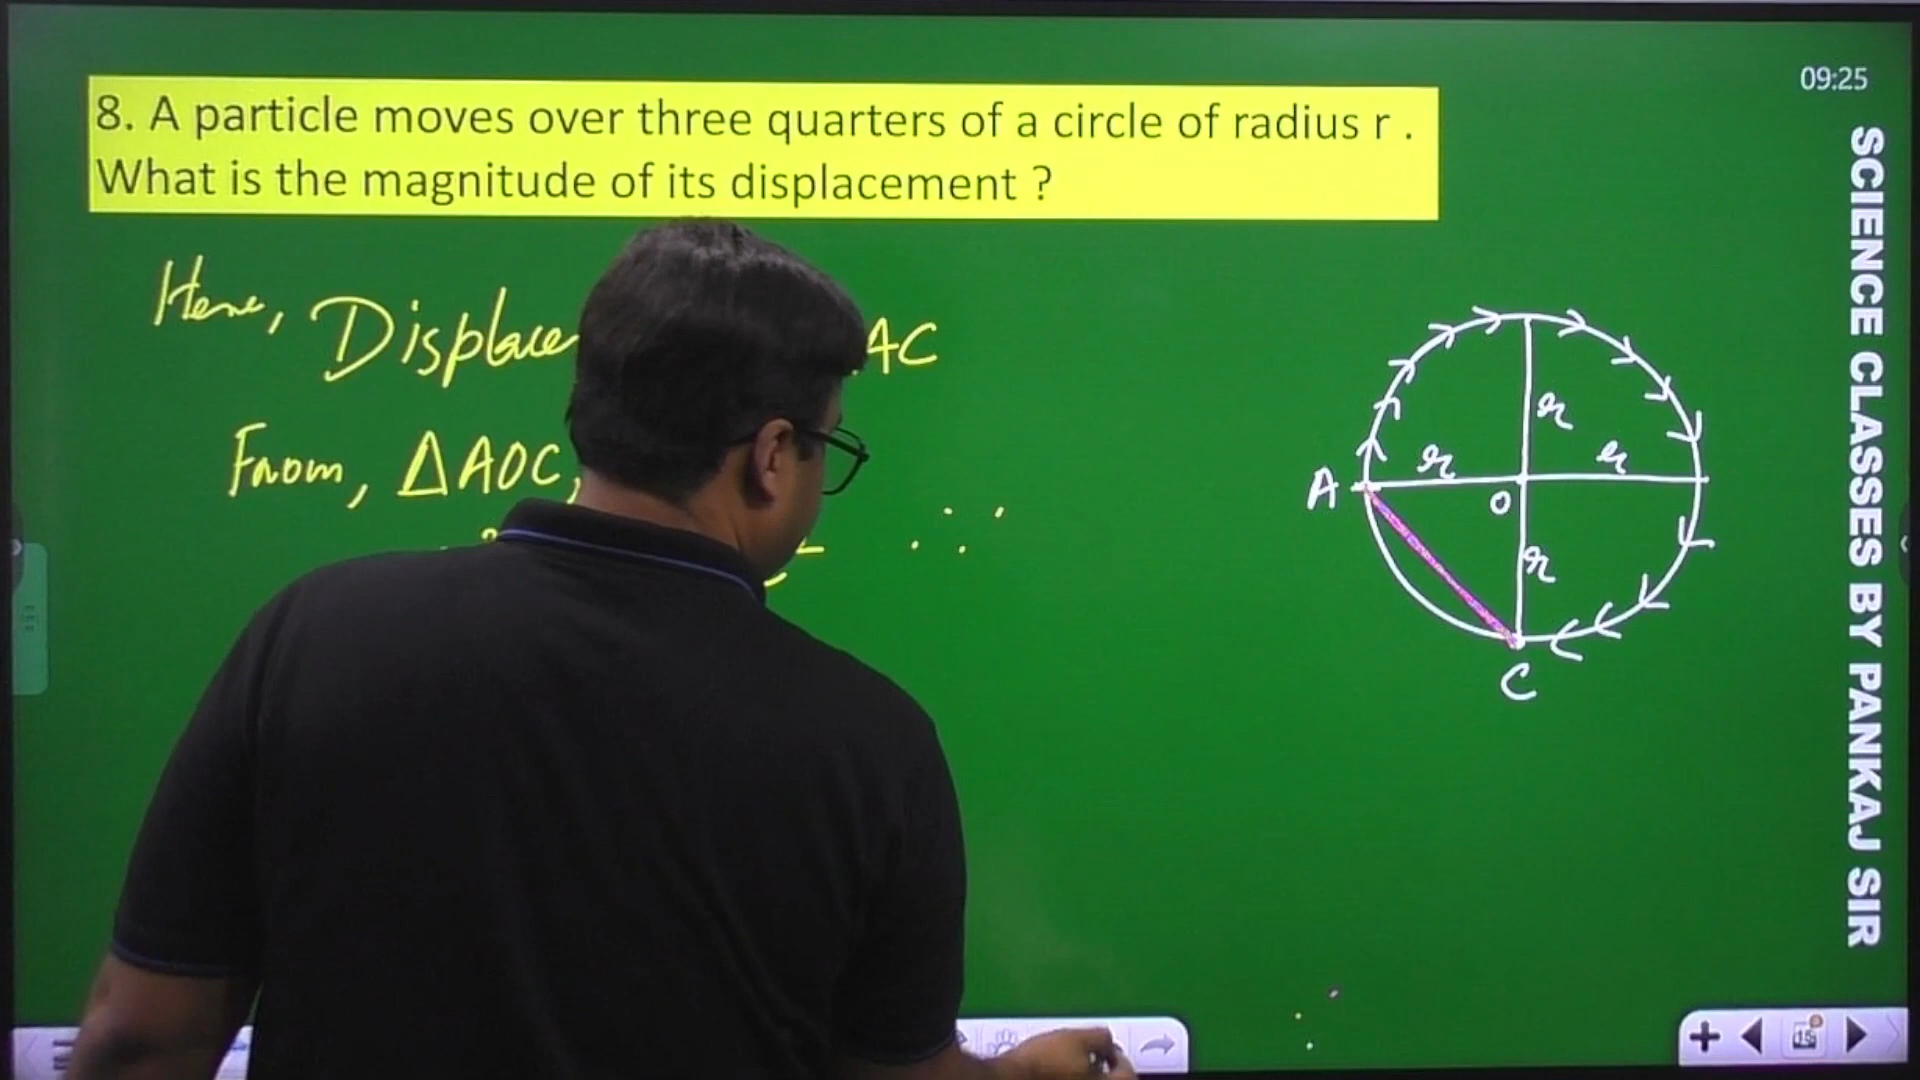 09:25
8. A particle moves over three quarters of a circle of radius r .
What is the magnitude of its displacement ?
Here, Displace AC
From, ΔAOC,
r
A r O r
r
C
SCIENCE CLASSES BY PANKAJ SIR
15